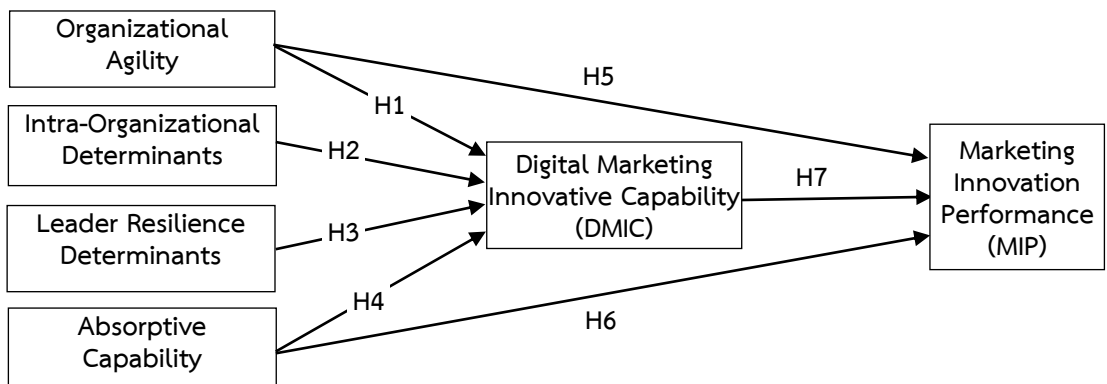 Organizational
Agility
H5
H1
Intra-Organizational
Determinants
H2
Digital Marketing
Innovative Capability
(DMIC)
H7
Marketing
Innovation
Performance
(MIP)
Leader Resilience
Determinants
H3
H4
H6
Absorptive
Capability